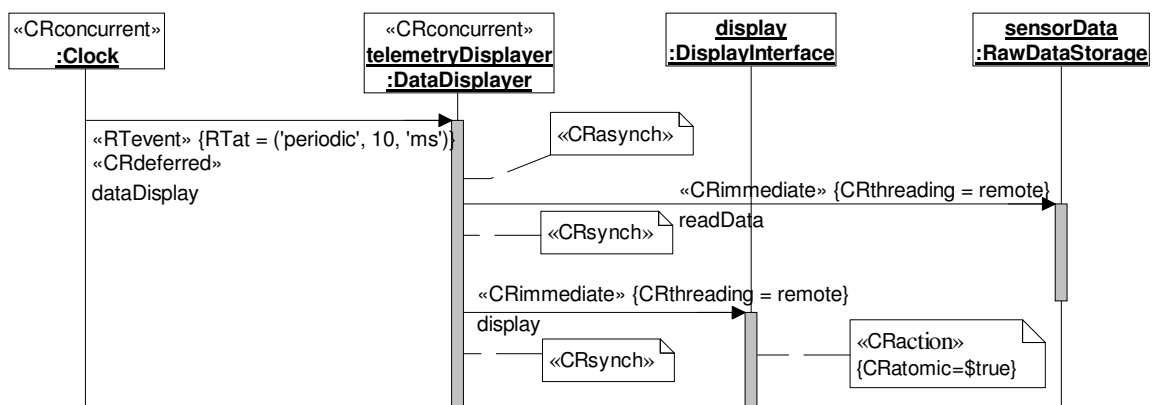 «CRconcurrent»
:Clock
«CRconcurrent»
telemetryDisplayer
:DataDisplayer
display
:DisplayInterface
sensorData
:RawDataStorage
«RTevent» {RTat = ('periodic', 10, 'ms')}
«CRdeferred»
dataDisplay
«CRasynch»
«CRimmediate» {CRthreading = remote}
readData
«CRsynch»
«CRimmediate» {CRthreading = remote}
display
«CRsynch»
«CRaction»
{CRatomic=$true}